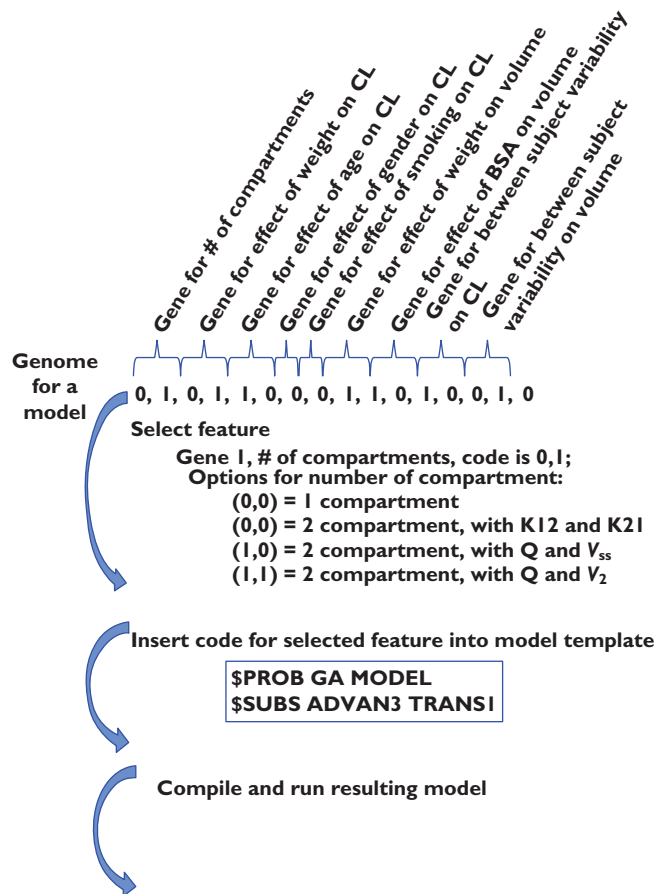 Gene for # of compartments
Gene for effect of weight on CL
Gene for effect of age on CL
Gene for effect of gender on CL
Gene for effect of smoking on CL
Gene for effect of weight on volume
Gene for effect of BSA on volume
Gene for between subject variability
on CL
Gene for between subject
variability on volume
Genome
for a
model
0, 1, 0, 1, 1, 0, 0, 0, 1, 1, 0, 1, 0, 0, 1, 0
Select feature
Gene 1, # of compartments, code is 0,1;
Options for number of compartment:
(0,0) = 1 compartment
(0,0) = 2 compartment, with K12 and K21
(1,0) = 2 compartment, with Q and Vss
(1,1) = 2 compartment, with Q and V2
Insert code for selected feature into model template
$PROB GA MODEL
$SUBS ADVAN3 TRANS1
Compile and run resulting model